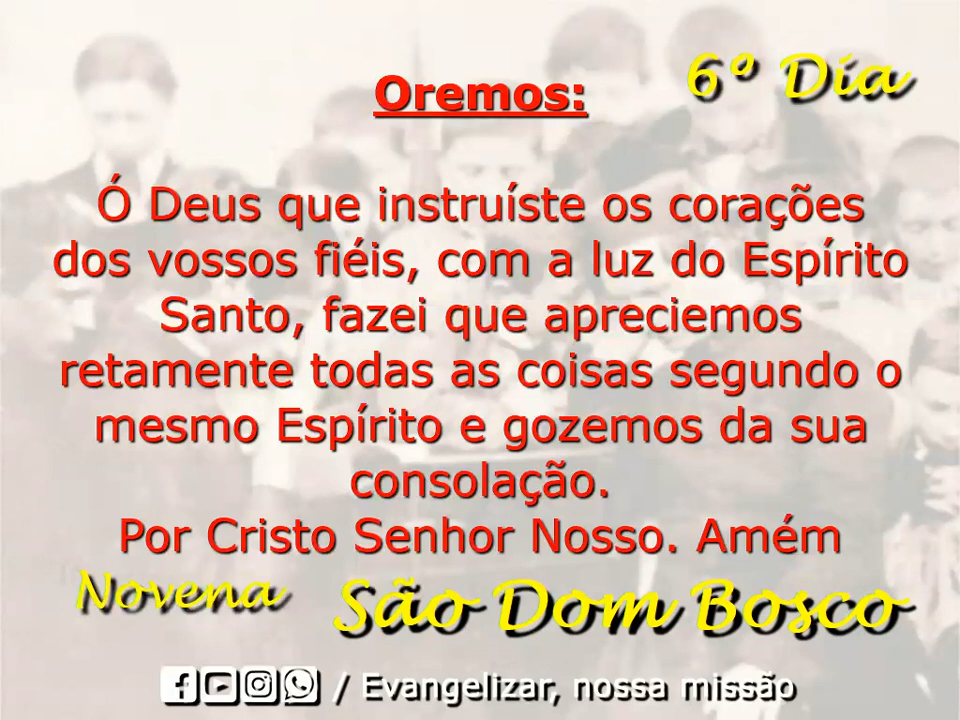 6º Dia
Oremos:
Ó Deus que instruíste os corações
dos vossos fiéis, com a luz do Espírito
Santo, fazei que apreciemos
retamente todas as coisas segundo o
mesmo Espírito e gozemos da sua
consolação.
Por Cristo Senhor Nosso. Amém
Novena São Dom Bosco
/ Evangelizar, nossa missão